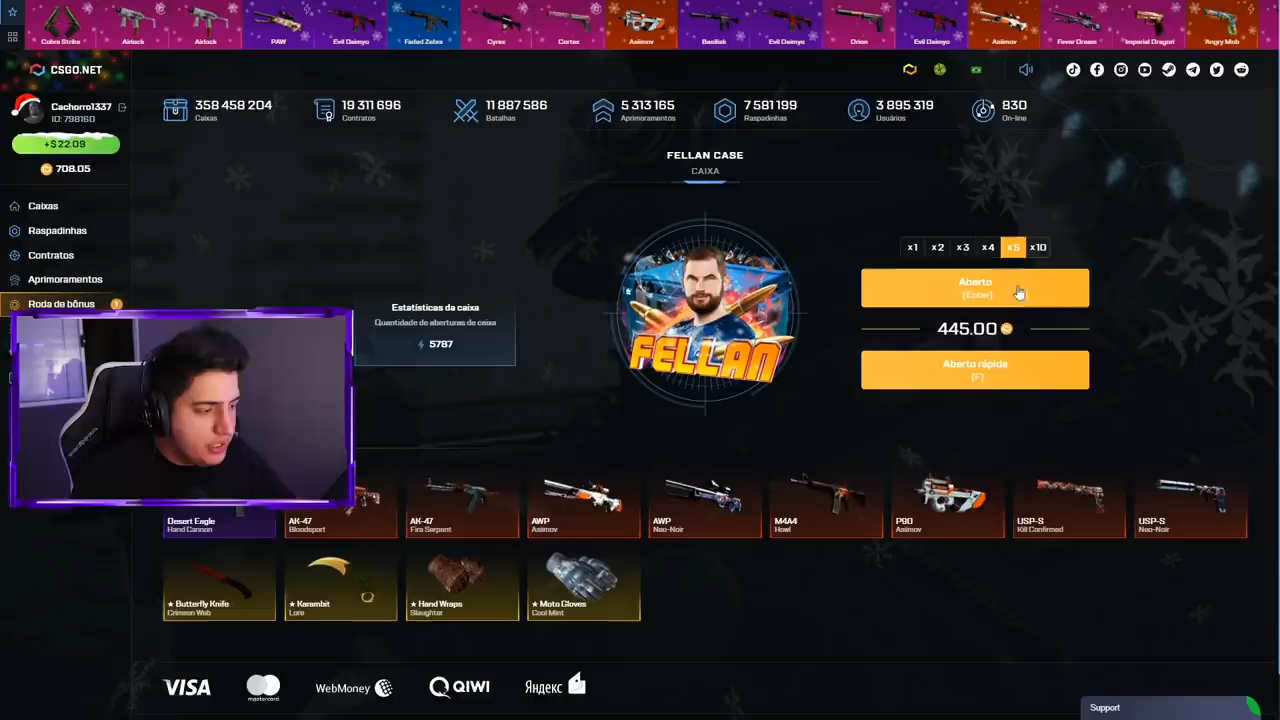 Cobra Strike
Airlock
Airlock
PAW
Evil Daimyo
Faded Zebra
Cyrex
Cortex
Asiimov
Basilisk
Evil Daimyo
Orion
Evil Daimyo
Asiimov
Fever Dream
Imperial Dragon
Angry Mob
CSGO.NET
Cachorro1337
ID: 798160
+$22.09
708.05
358 458 204
Caixas
19 311 696
Contratos
11 887 586
Batalhas
5 313 165
Aprimoramentos
7 581 199
Raspadinhas
3 895 319
Usuários
830
On-line
Caixas
Raspadinhas
Contratos
Aprimoramentos
Roda de bônus
1
FELLAN CASE
CAIXA
Estatísticas da caixa
Quantidade de aberturas de caixa
5787
FELLAN
x1
x2
x3
x4
x5
x10
Aberto
(Enter)
445.00
Aberto rápida
(F)
Desert Eagle
Hand Cannon
AK-47
Bloodsport
AK-47
Fire Serpent
AWP
Asiimov
AWP
Neo-Noir
M4A4
Howl
P90
Asiimov
USP-S
Kill Confirmed
USP-S
Neo-Noir
★ Butterfly Knife
Crimson Web
★ Karambit
Lore
★ Hand Wraps
Slaughter
★ Moto Gloves
Cool Mint
VISA
mastercard
WebMoney
QIWI
Яндекс
Support